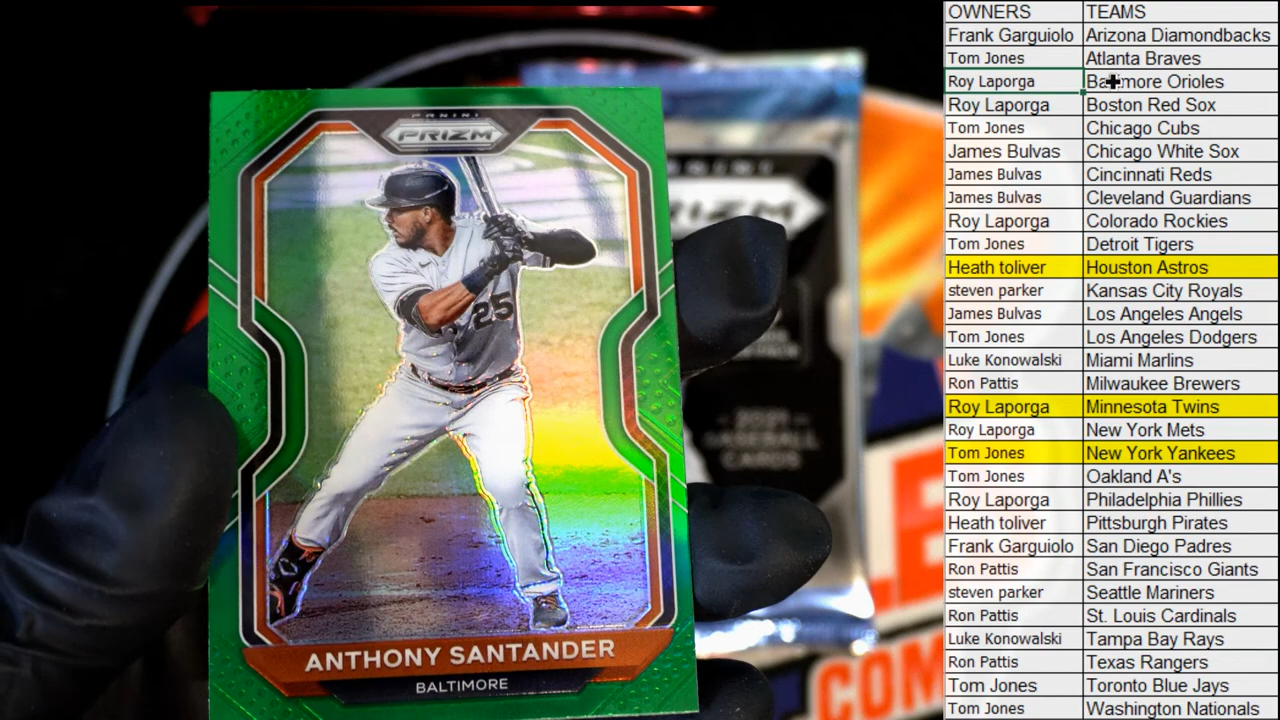 PANINI
PRIZM
25
ANTHONY SANTANDER
BALTIMORE
PANINI
2021
BASEBALL
CARDS
COM
OWNERS TEAMS
Frank Garguiolo Arizona Diamondbacks
Tom Jones Atlanta Braves
Roy Laporga Baltimore Orioles
Roy Laporga Boston Red Sox
Tom Jones Chicago Cubs
James Bulvas Chicago White Sox
James Bulvas Cincinnati Reds
James Bulvas Cleveland Guardians
Roy Laporga Colorado Rockies
Tom Jones Detroit Tigers
Heath toliver Houston Astros
steven parker Kansas City Royals
James Bulvas Los Angeles Angels
Tom Jones Los Angeles Dodgers
Luke Konowalski Miami Marlins
Ron Pattis Milwaukee Brewers
Roy Laporga Minnesota Twins
Roy Laporga New York Mets
Tom Jones New York Yankees
Tom Jones Oakland A's
Roy Laporga Philadelphia Phillies
Heath toliver Pittsburgh Pirates
Frank Garguiolo San Diego Padres
Ron Pattis San Francisco Giants
steven parker Seattle Mariners
Ron Pattis St. Louis Cardinals
Luke Konowalski Tampa Bay Rays
Ron Pattis Texas Rangers
Tom Jones Toronto Blue Jays
Tom Jones Washington Nationals